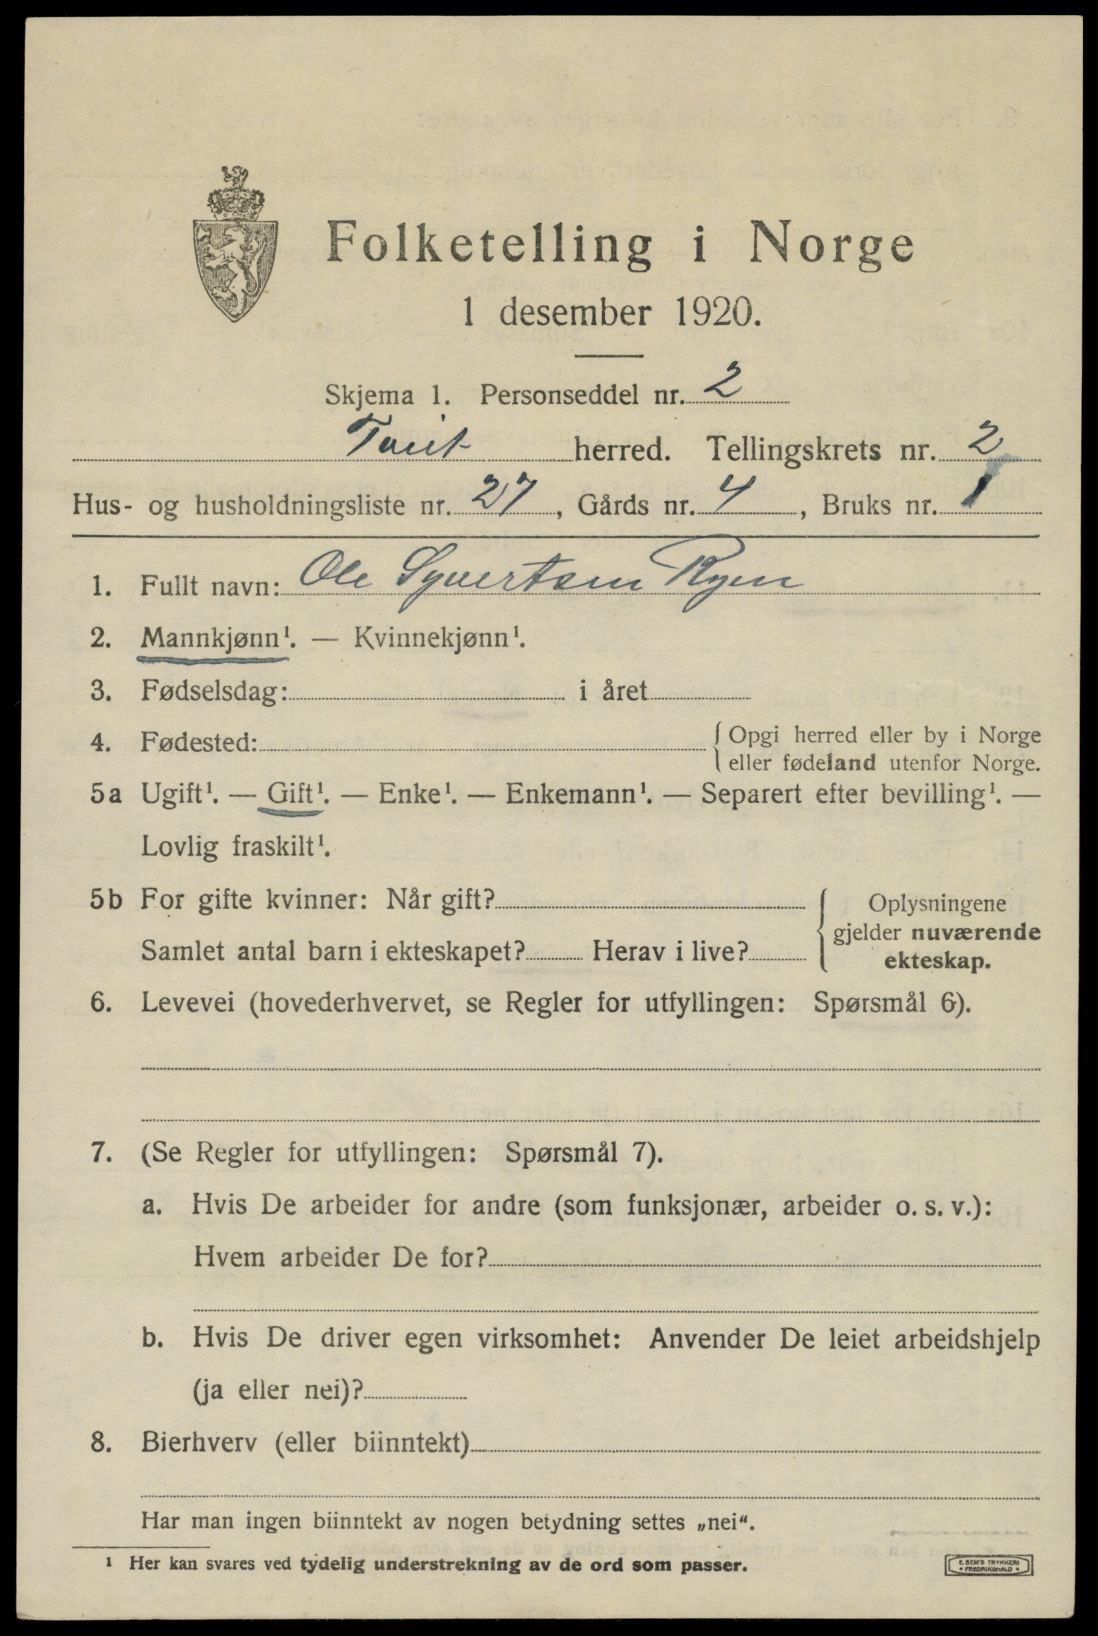 Folketelling i Norge
1 desember 1920.
Skjema 1. Personseddel nr. 2
Tveit herred. Tellingskrets nr. 2
Hus- og husholdningsliste nr. 27, Gårds nr. 4, Bruks nr. 1
1. Fullt navn: Ole Syvertsen Ryen
2. Mannkjønn¹. — Kvinnekjønn¹.
3. Fødselsdag: i året
4. Fødested: { Opgi herred eller by i Norge
eller fødeland utenfor Norge.
5a Ugift¹. — Gift¹. — Enke¹. — Enkemann¹. — Separert efter bevilling¹. —
Lovlig fraskilt¹.
5b For gifte kvinner: Når gift? { Oplysningene
gjelder nuværende
Samlet antal barn i ekteskapet? Herav i live? ekteskap.
6. Levevei (hovederhvervet, se Regler for utfyllingen: Spørsmål 6).
7. (Se Regler for utfyllingen: Spørsmål 7).
a. Hvis De arbeider for andre (som funksjonær, arbeider o. s. v.):
Hvem arbeider De for?
b. Hvis De driver egen virksomhet: Anvender De leiet arbeidshjelp
(ja eller nei)?
8. Bierhverv (eller biinntekt)
Har man ingen biinntekt av nogen betydning settes „nei“.
¹ Her kan svares ved tydelig understrekning av de ord som passer.
E. SEM'S TRYKKERI
• FREDRIKSHALD •